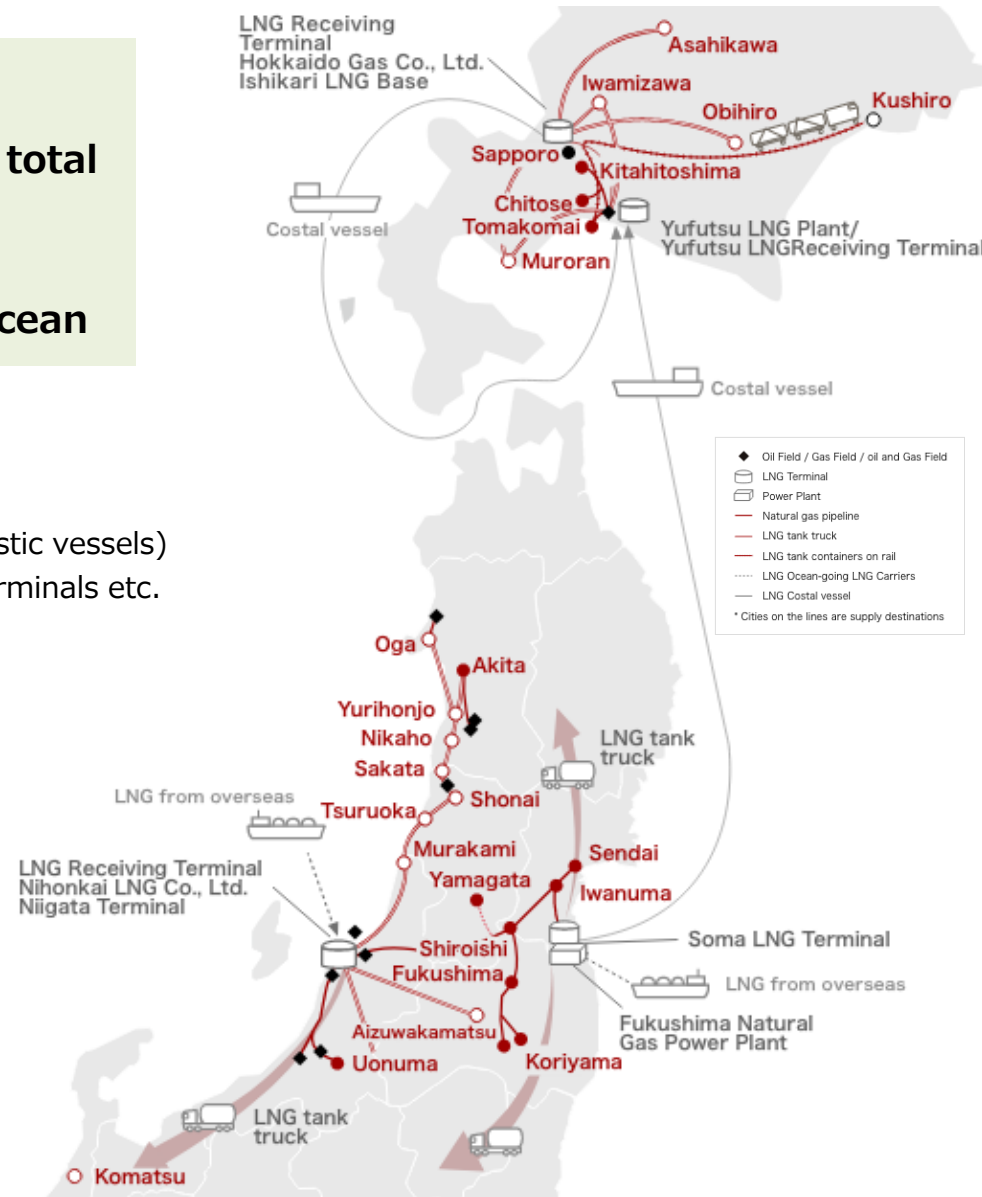 total
cean
stic vessels)
rminals etc.
LNG Receiving
Terminal
Hokkaido Gas Co., Ltd.
Ishikari LNG Base
Asahikawa
Iwamizawa
Obihiro
Kushiro
Sapporo
Kitahitoshima
Chitose
Tomakomai
Muroran
Yufutsu LNG Plant/
Yufutsu LNGReceiving Terminal
Costal vessel
Costal vessel
Oil Field / Gas Field / oil and Gas Field
LNG Terminal
Power Plant
Natural gas pipeline
LNG tank truck
LNG tank containers on rail
LNG Ocean-going LNG Carriers
LNG Costal vessel
* Cities on the lines are supply destinations
Oga
Akita
Yurihonjo
Nikaho
Sakata
Shonai
Tsuruoka
Murakami
LNG tank
truck
LNG from overseas
LNG Receiving Terminal
Nihonkai LNG Co., Ltd.
Niigata Terminal
Yamagata
Sendai
Iwanuma
Shiroishi
Fukushima
Soma LNG Terminal
LNG from overseas
Fukushima Natural
Gas Power Plant
Aizuwakamatsu
Uonuma
Koriyama
LNG tank
truck
Komatsu